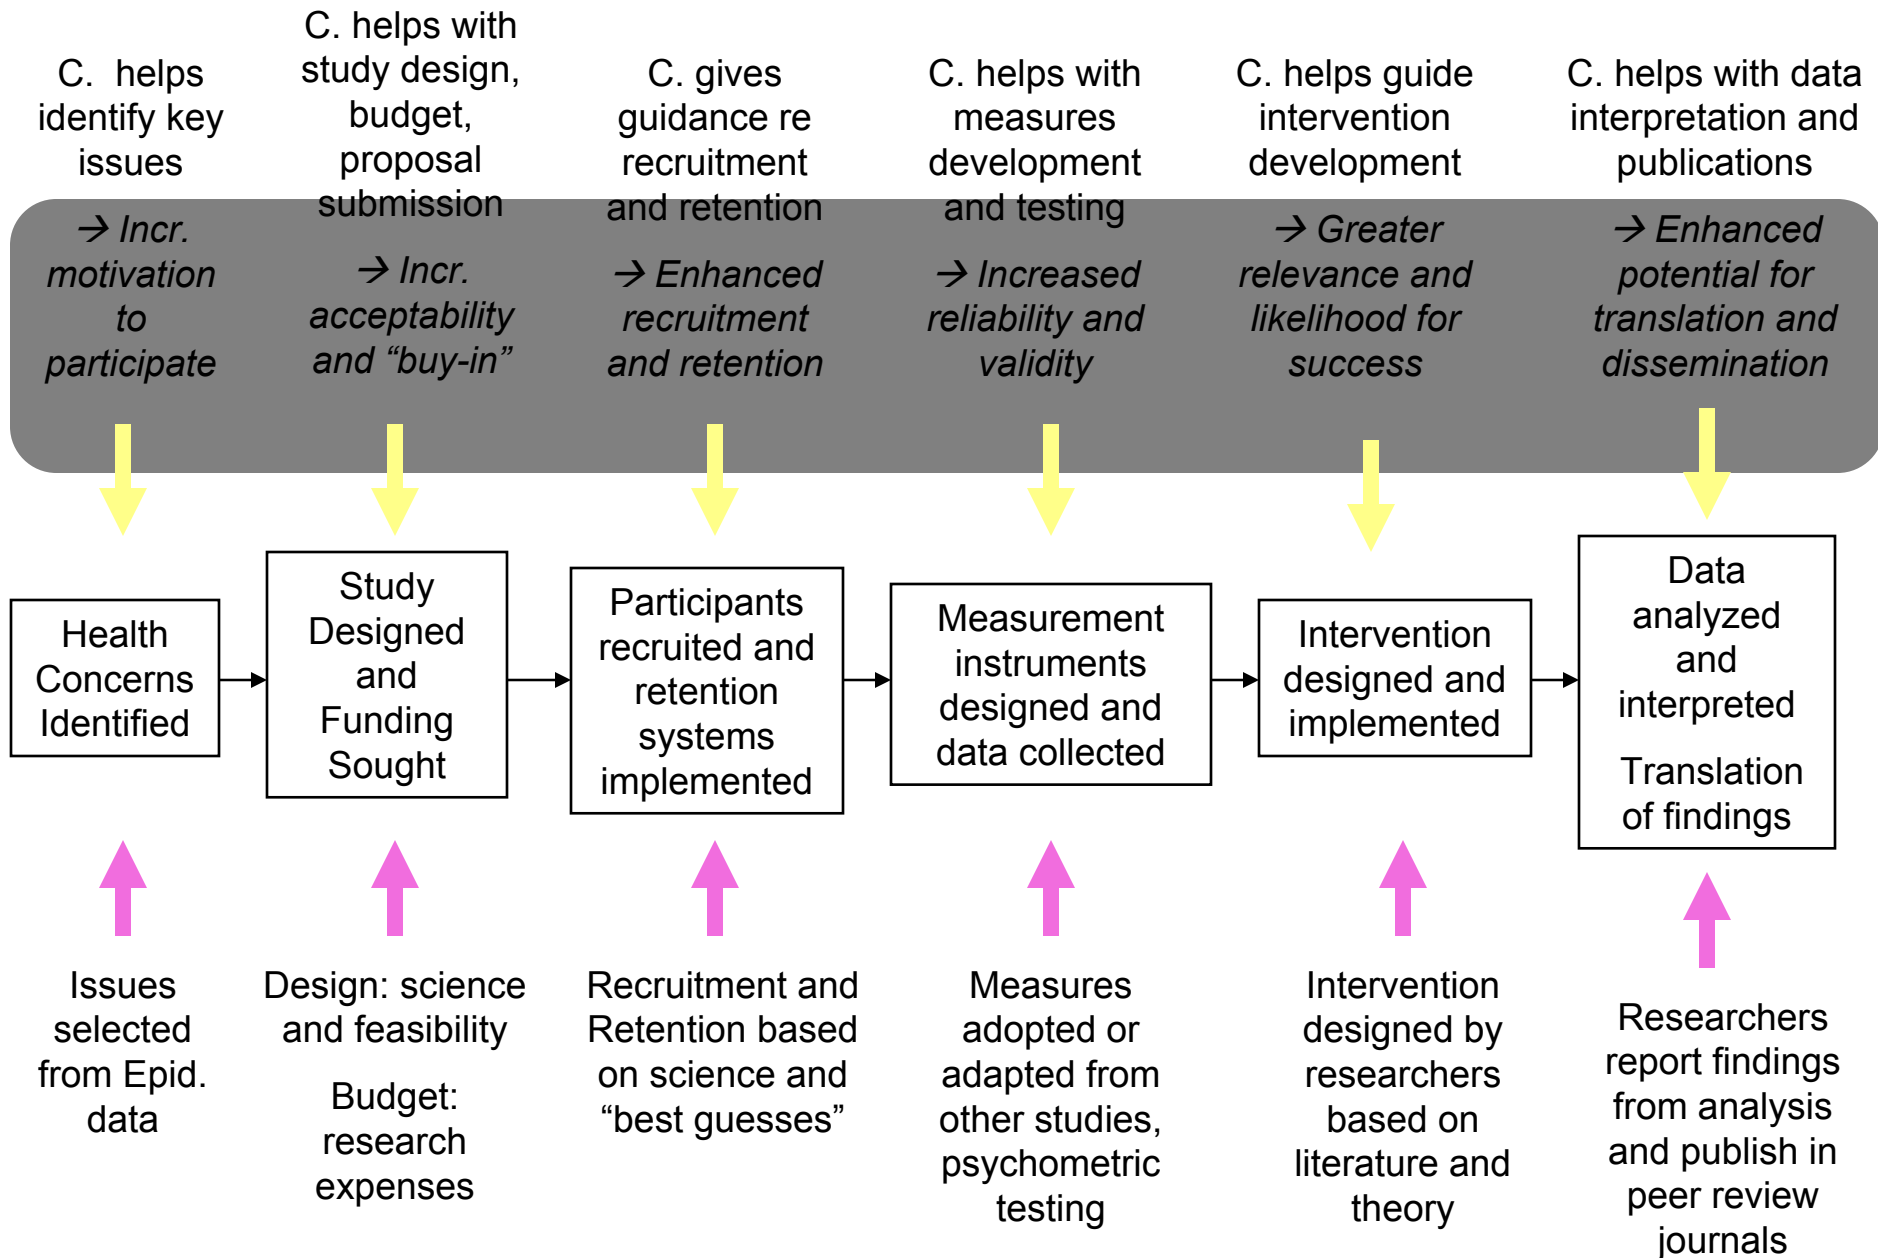 C. helps
identify key
issues
→ Incr.
motivation
to
participate
C. helps with
study design,
budget,
proposal
submission
→ Incr.
acceptability
and “buy-in”
C. gives
guidance re
recruitment
and retention
→ Enhanced
recruitment
and retention
C. helps with
measures
development
and testing
→ Increased
reliability and
validity
C. helps guide
intervention
development
→ Greater
relevance and
likelihood for
success
C. helps with data
interpretation and
publications
→ Enhanced
potential for
translation and
dissemination
Health
Concerns
Identified
Study
Designed
and
Funding
Sought
Participants
recruited and
retention
systems
implemented
Measurement
instruments
designed and
data collected
Intervention
designed and
implemented
Data
analyzed
and
interpreted
Translation
of findings
Issues
selected
from Epid.
data
Design: science
and feasibility
Budget:
research
expenses
Recruitment and
Retention based
on science and
“best guesses”
Measures
adopted or
adapted from
other studies,
psychometric
testing
Intervention
designed by
researchers
based on
literature and
theory
Researchers
report findings
from analysis
and publish in
peer review
journals